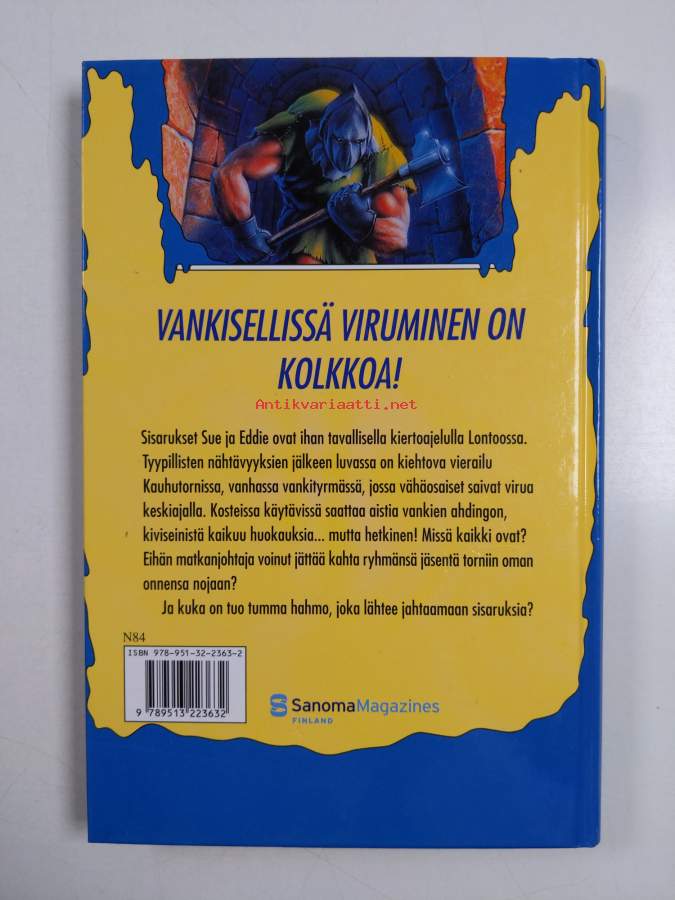 VANKISELLISSÄ VIRUMINEN ON
KOLKKOA!
Antikvariaatti.net
Sisarukset Sue ja Eddie ovat ihan tavallisella kiertoajelulla Lontoossa.
Tyypillisten nähtävyyksien jälkeen luvassa on kiehtova vierailu
Kauhutornissa, vanhassa vankityrmässä, jossa vähäosaiset saivat virua
keskiajalla. Kosteissa käytävissä saattaa aistia vankien ahdingon,
kiviseinistä kaikuu huokauksia... mutta hetkinen! Missä kaikki ovat?
Eihän matkanjohtaja voinut jättää kahta ryhmänsä jäsentä torniin oman
onnensa nojaan?
Ja kuka on tuo tumma hahmo, joka lähtee jahtaamaan sisaruksia?
N84
ISBN 978-951-32-2363-2
9 789513 223632
SanomaMagazines
FINLAND